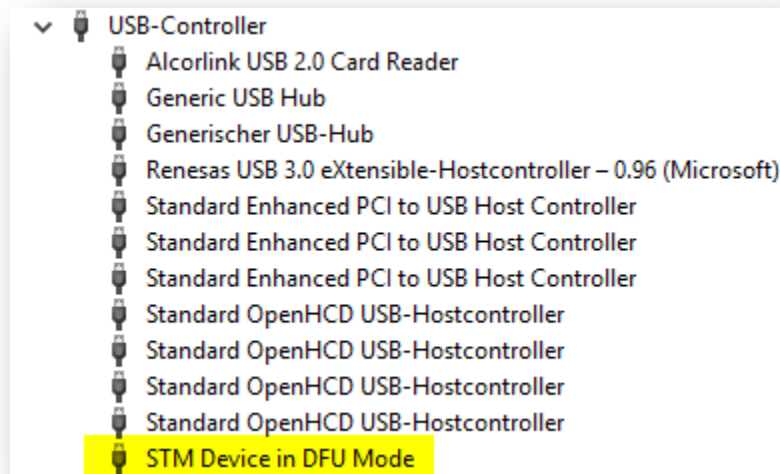 USB-Controller
Alcorlink USB 2.0 Card Reader
Generic USB Hub
Generischer USB-Hub
Renesas USB 3.0 eXtensible-Hostcontroller – 0.96 (Microsoft)
Standard Enhanced PCI to USB Host Controller
Standard Enhanced PCI to USB Host Controller
Standard Enhanced PCI to USB Host Controller
Standard OpenHCD USB-Hostcontroller
Standard OpenHCD USB-Hostcontroller
Standard OpenHCD USB-Hostcontroller
Standard OpenHCD USB-Hostcontroller
STM Device in DFU Mode